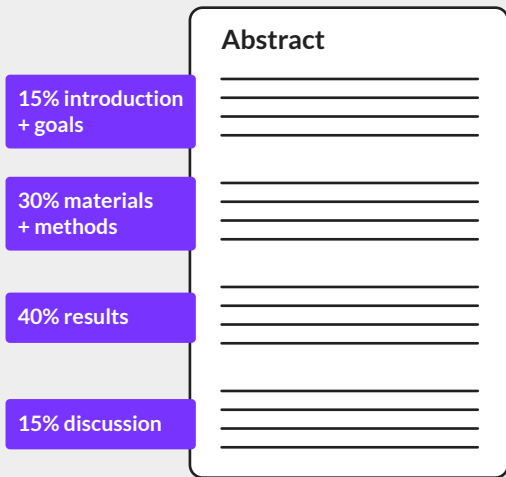 Abstract
15% introduction
+ goals
30% materials
+ methods
40% results
15% discussion